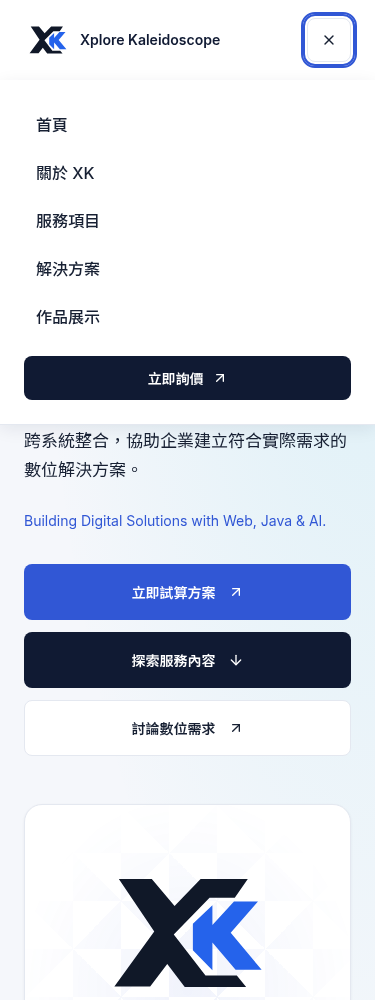 Xplore Kaleidoscope
首頁
關於 XK
服務項目
解決方案
作品展示
立即詢價
跨系統整合，協助企業建立符合實際需求的
數位解決方案。
Building Digital Solutions with Web, Java & AI.
立即試算方案
探索服務內容
討論數位需求
XK